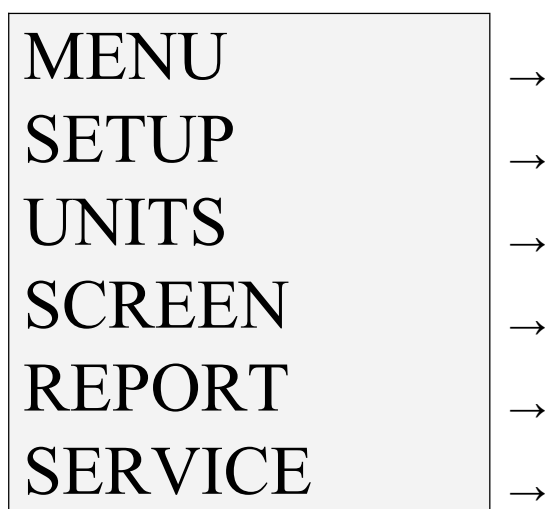 MENU →
SETUP →
UNITS →
SCREEN →
REPORT →
SERVICE →